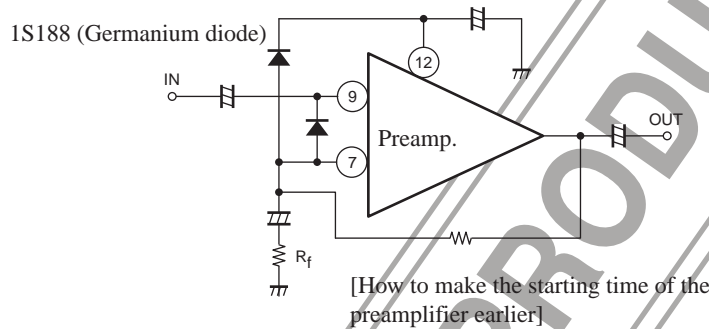 1S188 (Germanium diode)
12
IN
9
OUT
Preamp.
7
Rf
[How to make the starting time of the
preamplifier earlier]